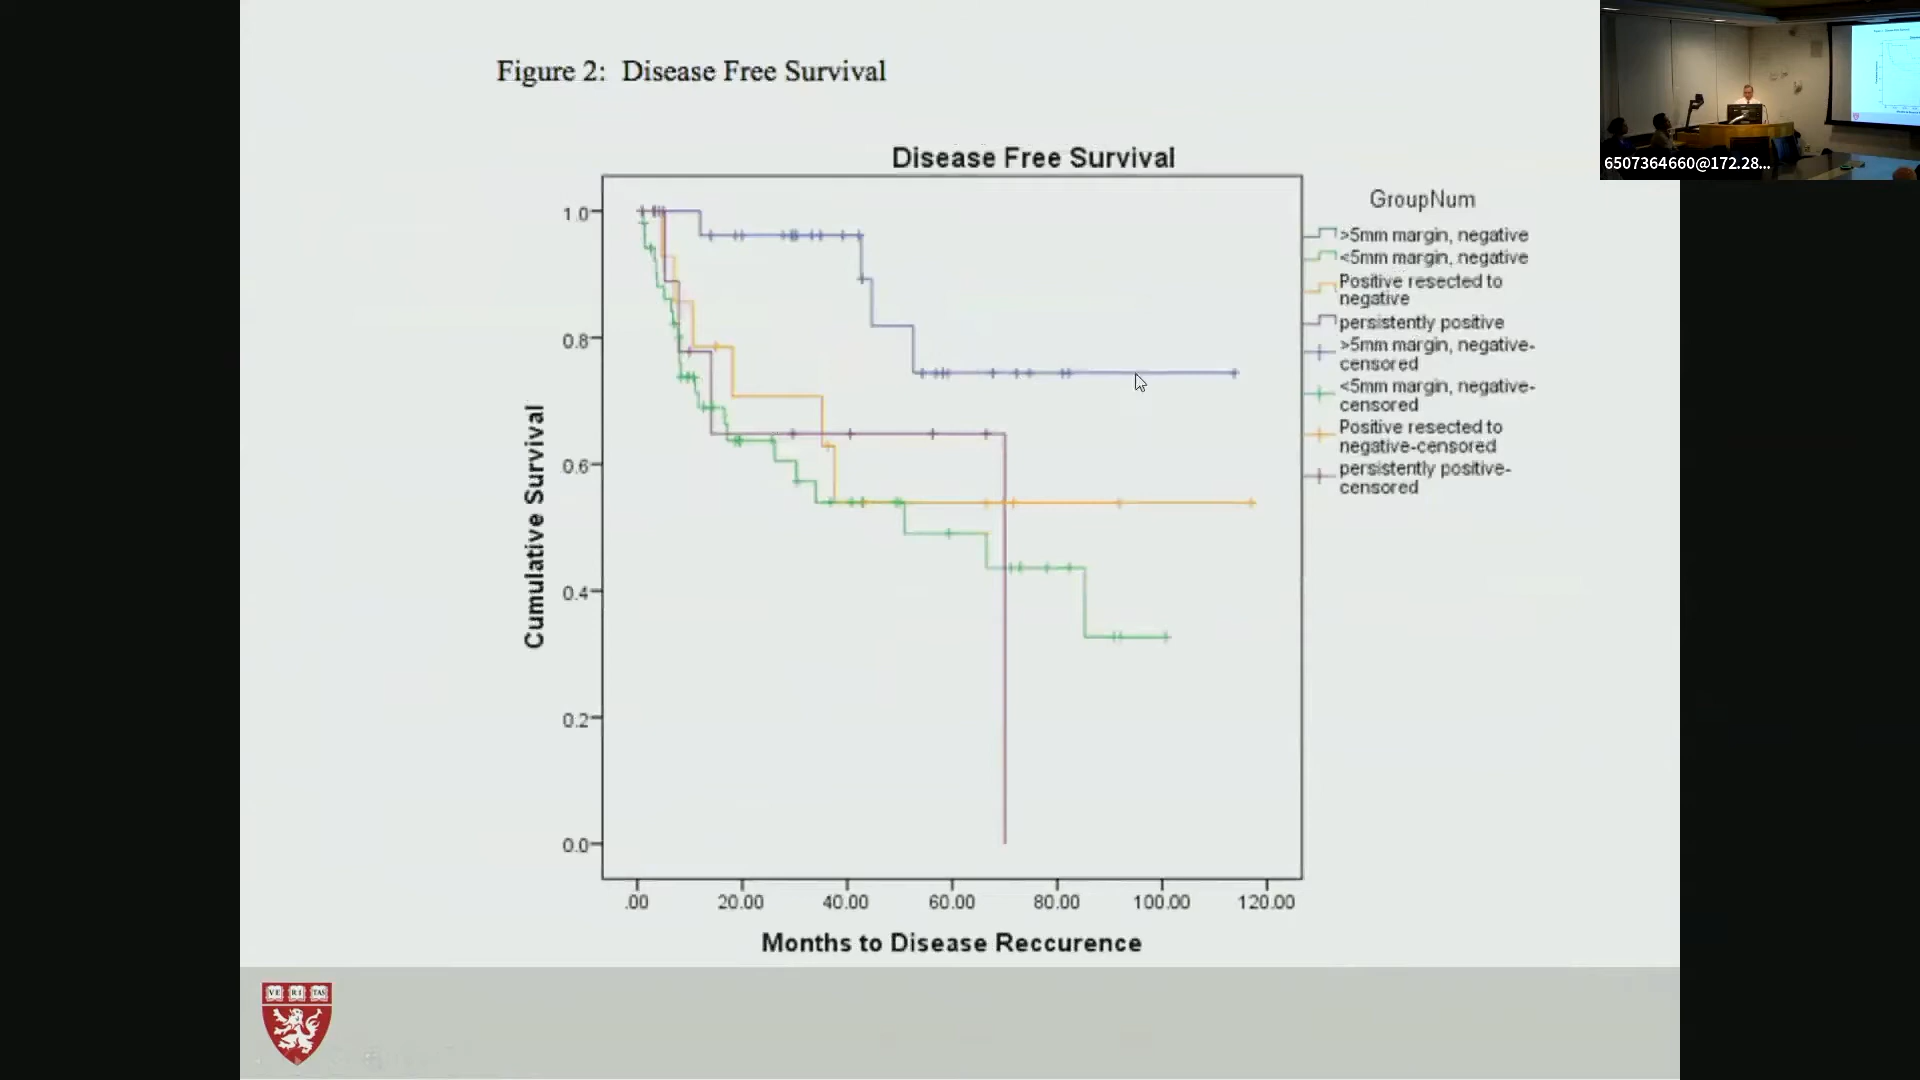 Figure 2: Disease Free Survival
Disease Free Survival
GroupNum
>5mm margin, negative
<5mm margin, negative
Positive resected to
negative
persistently positive
>5mm margin, negative-
censored
<5mm margin, negative-
censored
Positive resected to
negative-censored
persistently positive-
censored
Cumulative Survival
1.0
0.8
0.6
0.4
0.2
0.0
.00 20.00 40.00 60.00 80.00 100.00 120.00
Months to Disease Reccurence
VE RI TAS
6507364660@172.28...